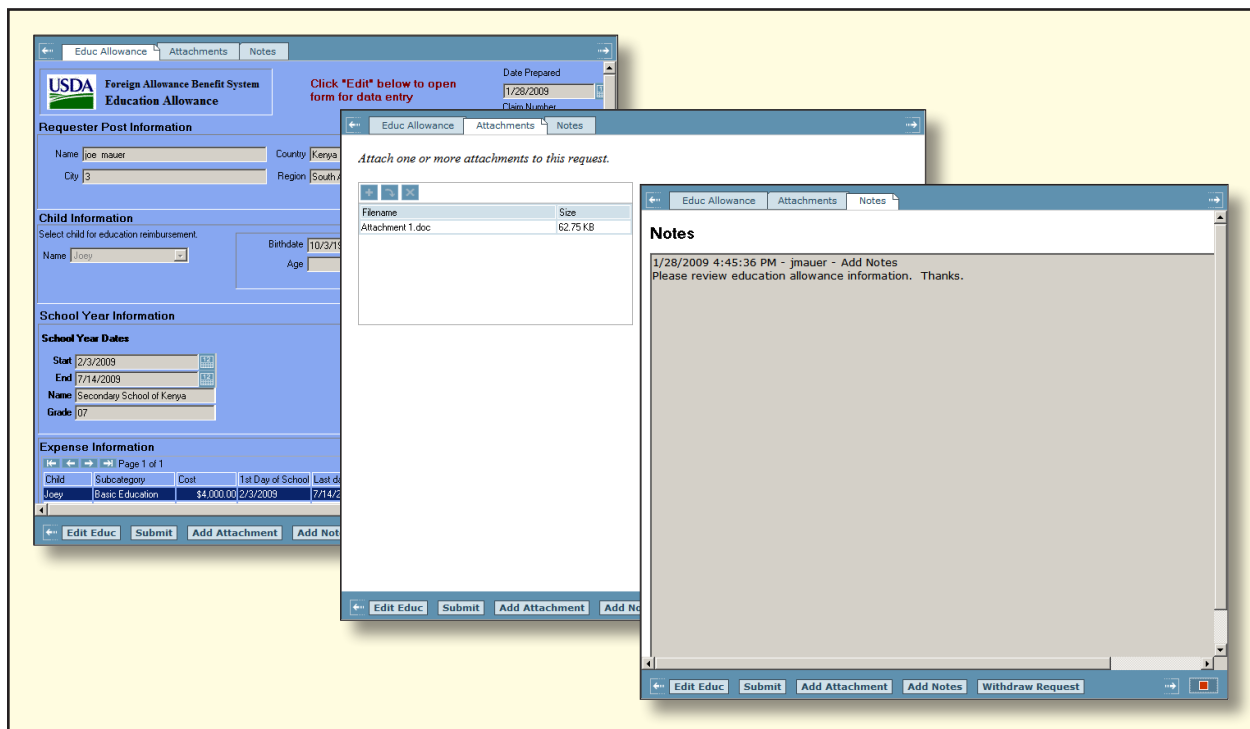 Educ Allowance Attachments Notes
USDA Foreign Allowance Benefit System
Education Allowance
Click "Edit" below to open
form for data entry
Date Prepared
1/28/2009
Claim Number
Requester Post Information
Name joe mauer Country Kenya
City 3 Region South
Child Information
Select child for education reimbursement.
Name Joey
Birthdate 10/3/19
Age
School Year Information
School Year Dates
Start 2/3/2009
End 7/14/2009
Name Secondary School of Kenya
Grade 07
Expense Information
Page 1 of 1
Child Subcategory Cost 1st Day of School Last d
Joey Basic Education $4,000.00 2/3/2009 7/14/2
Edit Educ Submit Add Attachment Add Not
Educ Allowance Attachments Notes
Attach one or more attachments to this request.
Filename Size
Attachment 1.doc 62.75 KB
Edit Educ Submit Add Attachment Add No
Educ Allowance Attachments Notes
Notes
1/28/2009 4:45:36 PM - jmauer - Add Notes
Please review education allowance information. Thanks.
Edit Educ Submit Add Attachment Add Notes Withdraw Request